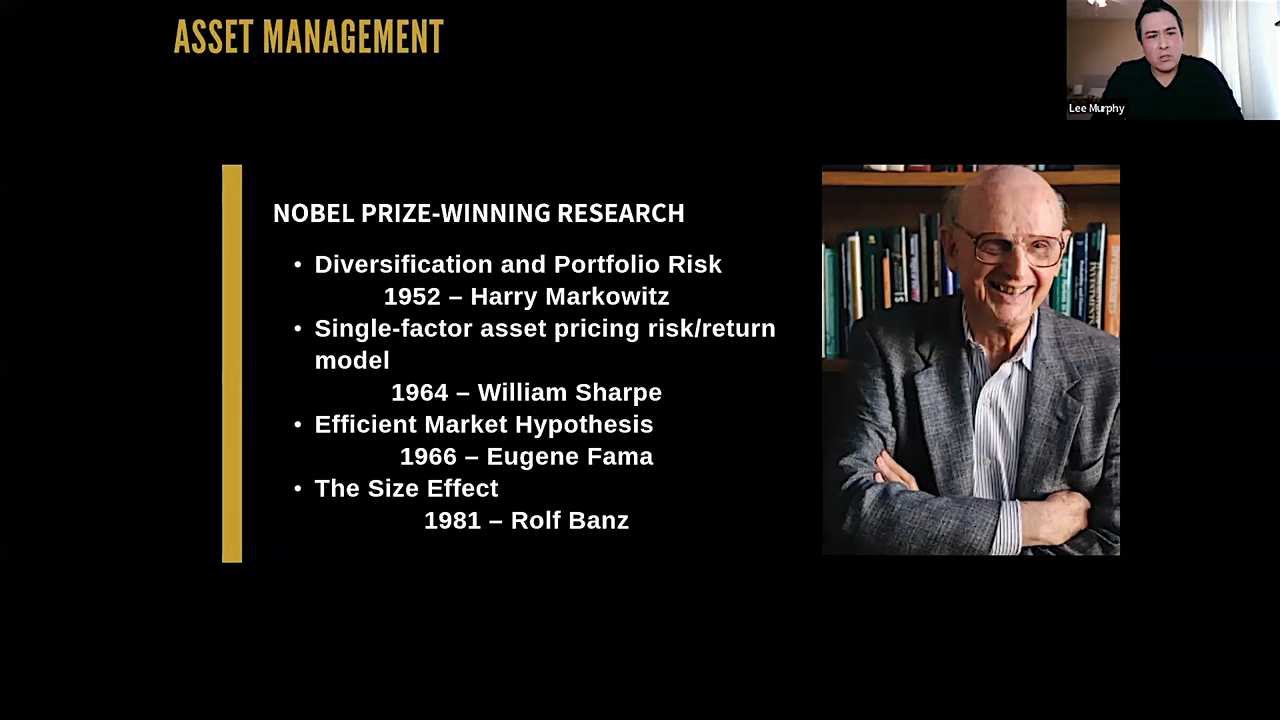 ASSET MANAGEMENT
Lee Murphy
NOBEL PRIZE-WINNING RESEARCH
• Diversification and Portfolio Risk
1952 – Harry Markowitz
• Single-factor asset pricing risk/return
model
1964 – William Sharpe
• Efficient Market Hypothesis
1966 – Eugene Fama
• The Size Effect
1981 – Rolf Banz